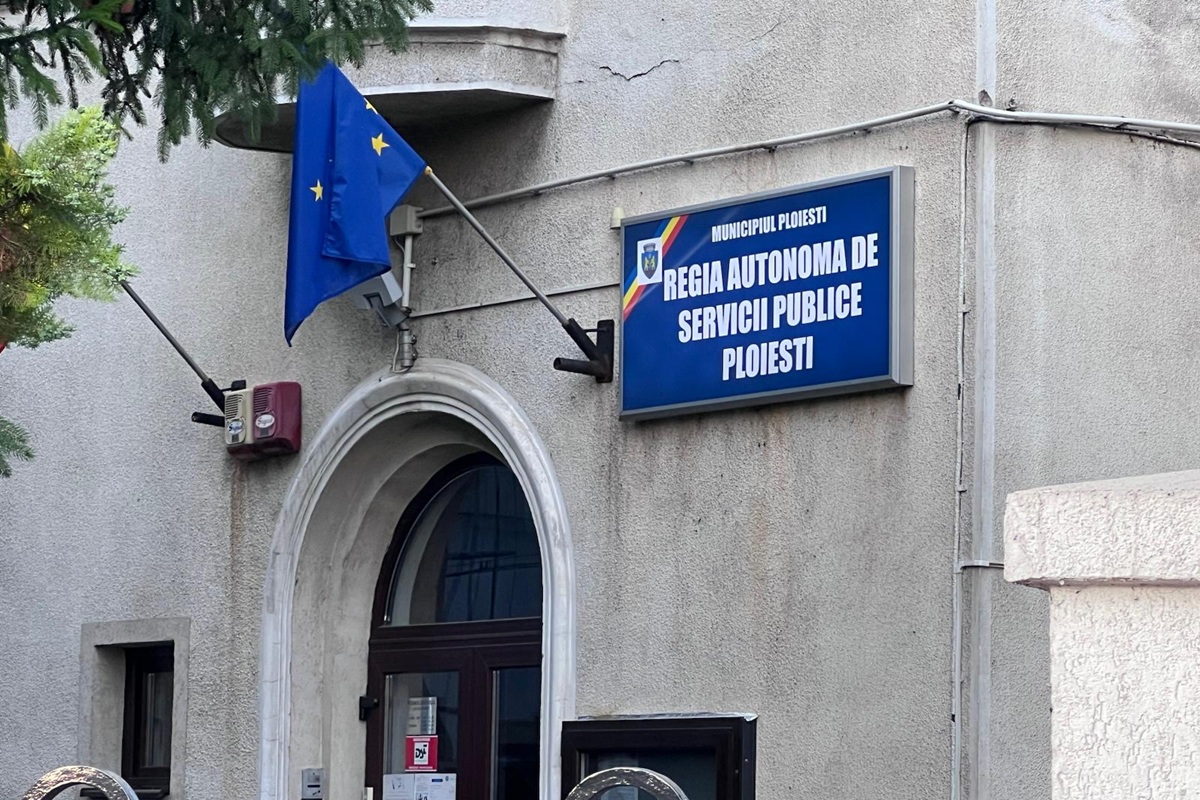 MUNICIPIUL PLOIESTI
REGIA AUTONOMA DE
SERVICII PUBLICE
PLOIESTI